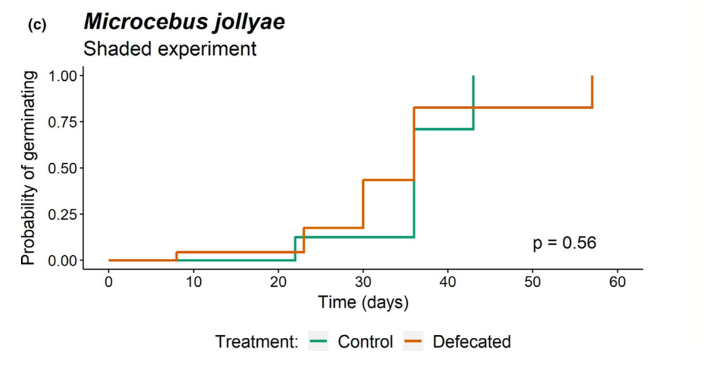 (c) Microcebus jollyae
Shaded experiment
Probability of germinating
1.00
0.75
0.50
0.25
0.00
p = 0.56
0 10 20 30 40 50 60
Time (days)
Treatment: Control Defecated